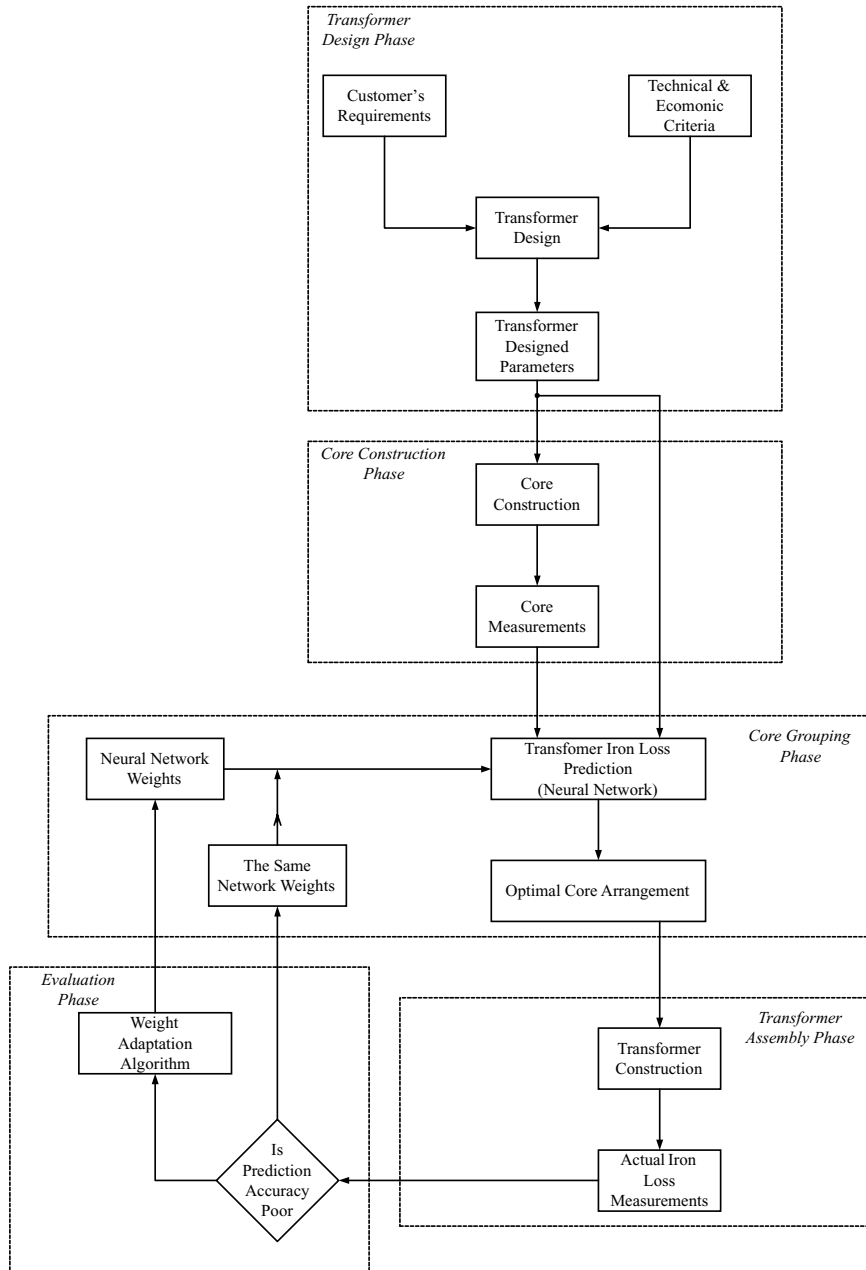 Transformer
Design Phase
Customer's
Requirements
Technical &
Ecomonic
Criteria
Transformer
Design
Transformer
Designed
Parameters
Core Construction
Phase
Core
Construction
Core
Measurements
Core Grouping
Phase
Neural Network
Weights
Transfomer Iron Loss
Prediction
(Neural Network)
The Same
Network Weights
Optimal Core Arrangement
Evaluation
Phase
Weight
Adaptation
Algorithm
Transformer
Assembly Phase
Transformer
Construction
Is
Prediction
Accuracy
Poor
Actual Iron
Loss
Measurements